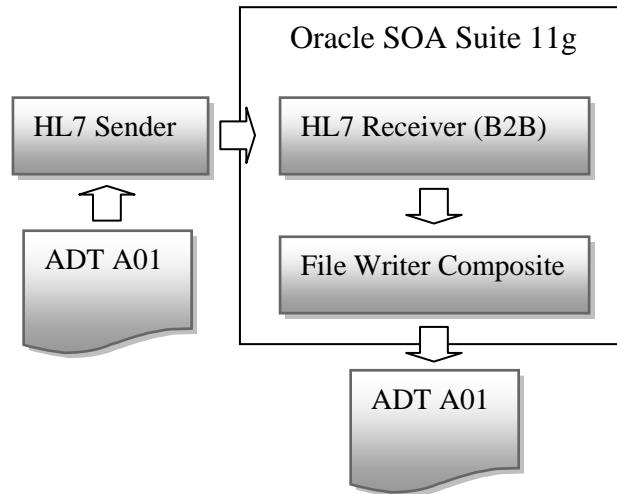 Oracle SOA Suite 11g
HL7 Sender
HL7 Receiver (B2B)
ADT A01
File Writer Composite
ADT A01